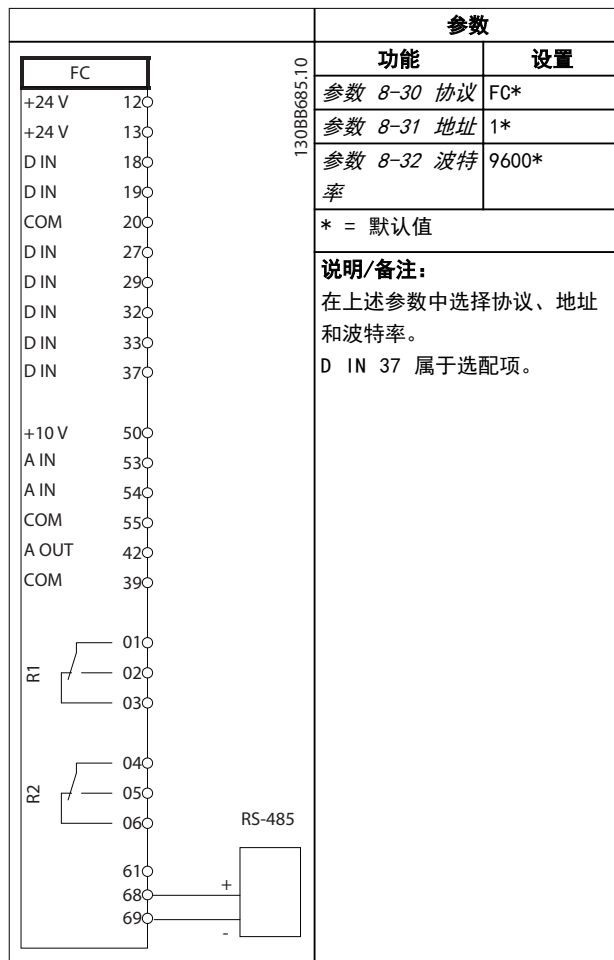 FC
130BB685.10
+24 V 12
+24 V 13
D IN 18
D IN 19
COM 20
D IN 27
D IN 29
D IN 32
D IN 33
D IN 37
+10 V 50
A IN 53
A IN 54
COM 55
A OUT 42
COM 39
R1
01
02
03
R2
04
05
06
RS-485
61
68
69
+
-
参数
功能 设置
参数 8-30 协议 FC*
参数 8-31 地址 1*
参数 8-32 波特 9600*
率
* = 默认值
说明/备注:
在上述参数中选择协议、地址
和波特率。
D IN 37 属于选配项。